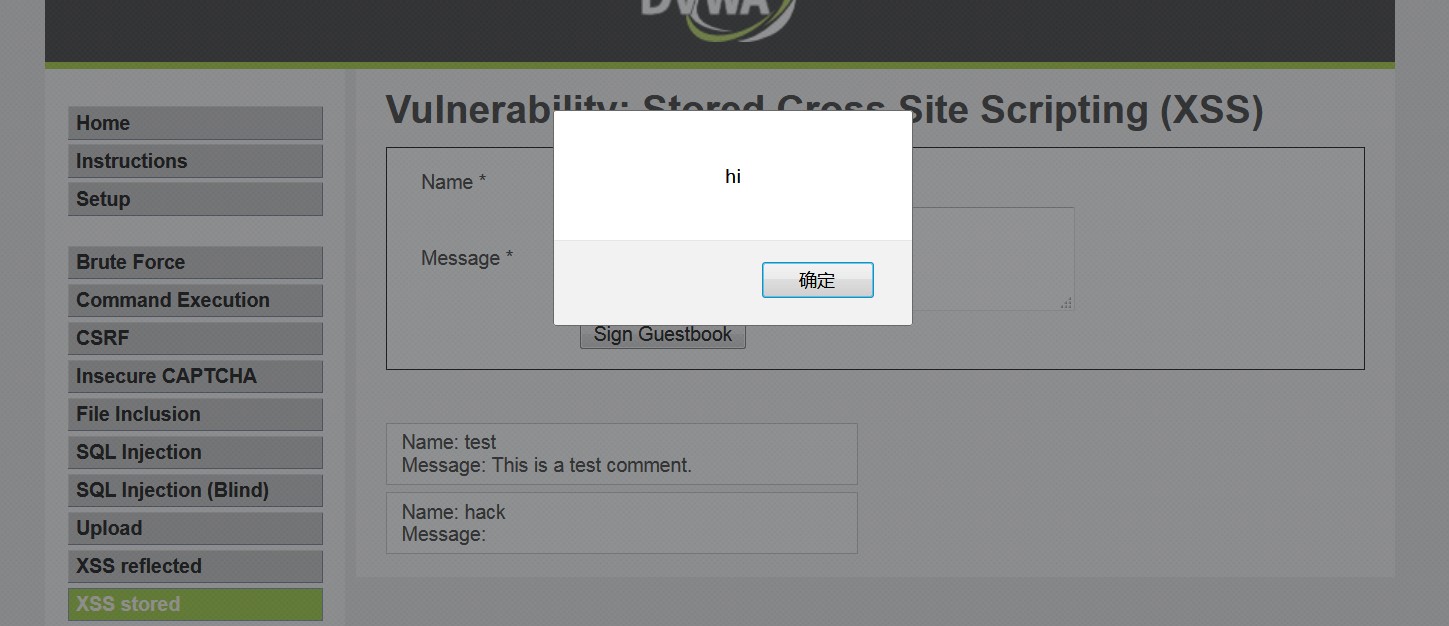 DVWA
Home
Instructions
Setup
Brute Force
Command Execution
CSRF
Insecure CAPTCHA
File Inclusion
SQL Injection
SQL Injection (Blind)
Upload
XSS reflected
XSS stored
Vulnerability: Stored Cross Site Scripting (XSS)
Name *
Message *
Sign Guestbook
hi
确定
Name: test
Message: This is a test comment.
Name: hack
Message: